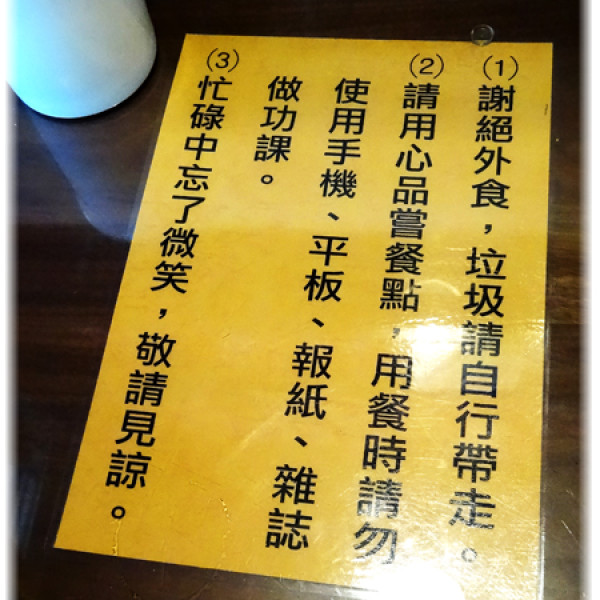 (1)謝絕外食，垃圾請自行帶走。
(2)請用心品嘗餐點，用餐時請勿
使用手機、平板、報紙、雜誌
做功課。
(3)忙碌中忘了微笑，敬請見諒。